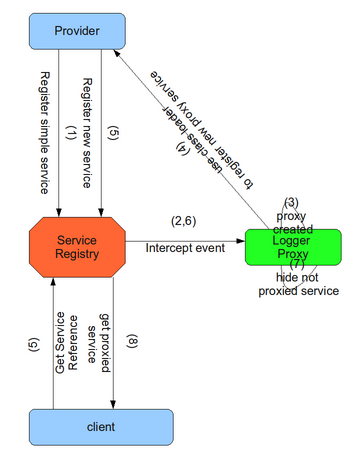 Provider
Register simple service
(1)
Register new service
(5)
(4)
use class loader
to register new proxy service
(2,6)
Intercept event
(3)
proxy
created
Logger
Proxy
(7)
hide not
proxied service
Service
Registry
(5)
Get Service
Reference
get proxied
service
(8)
client